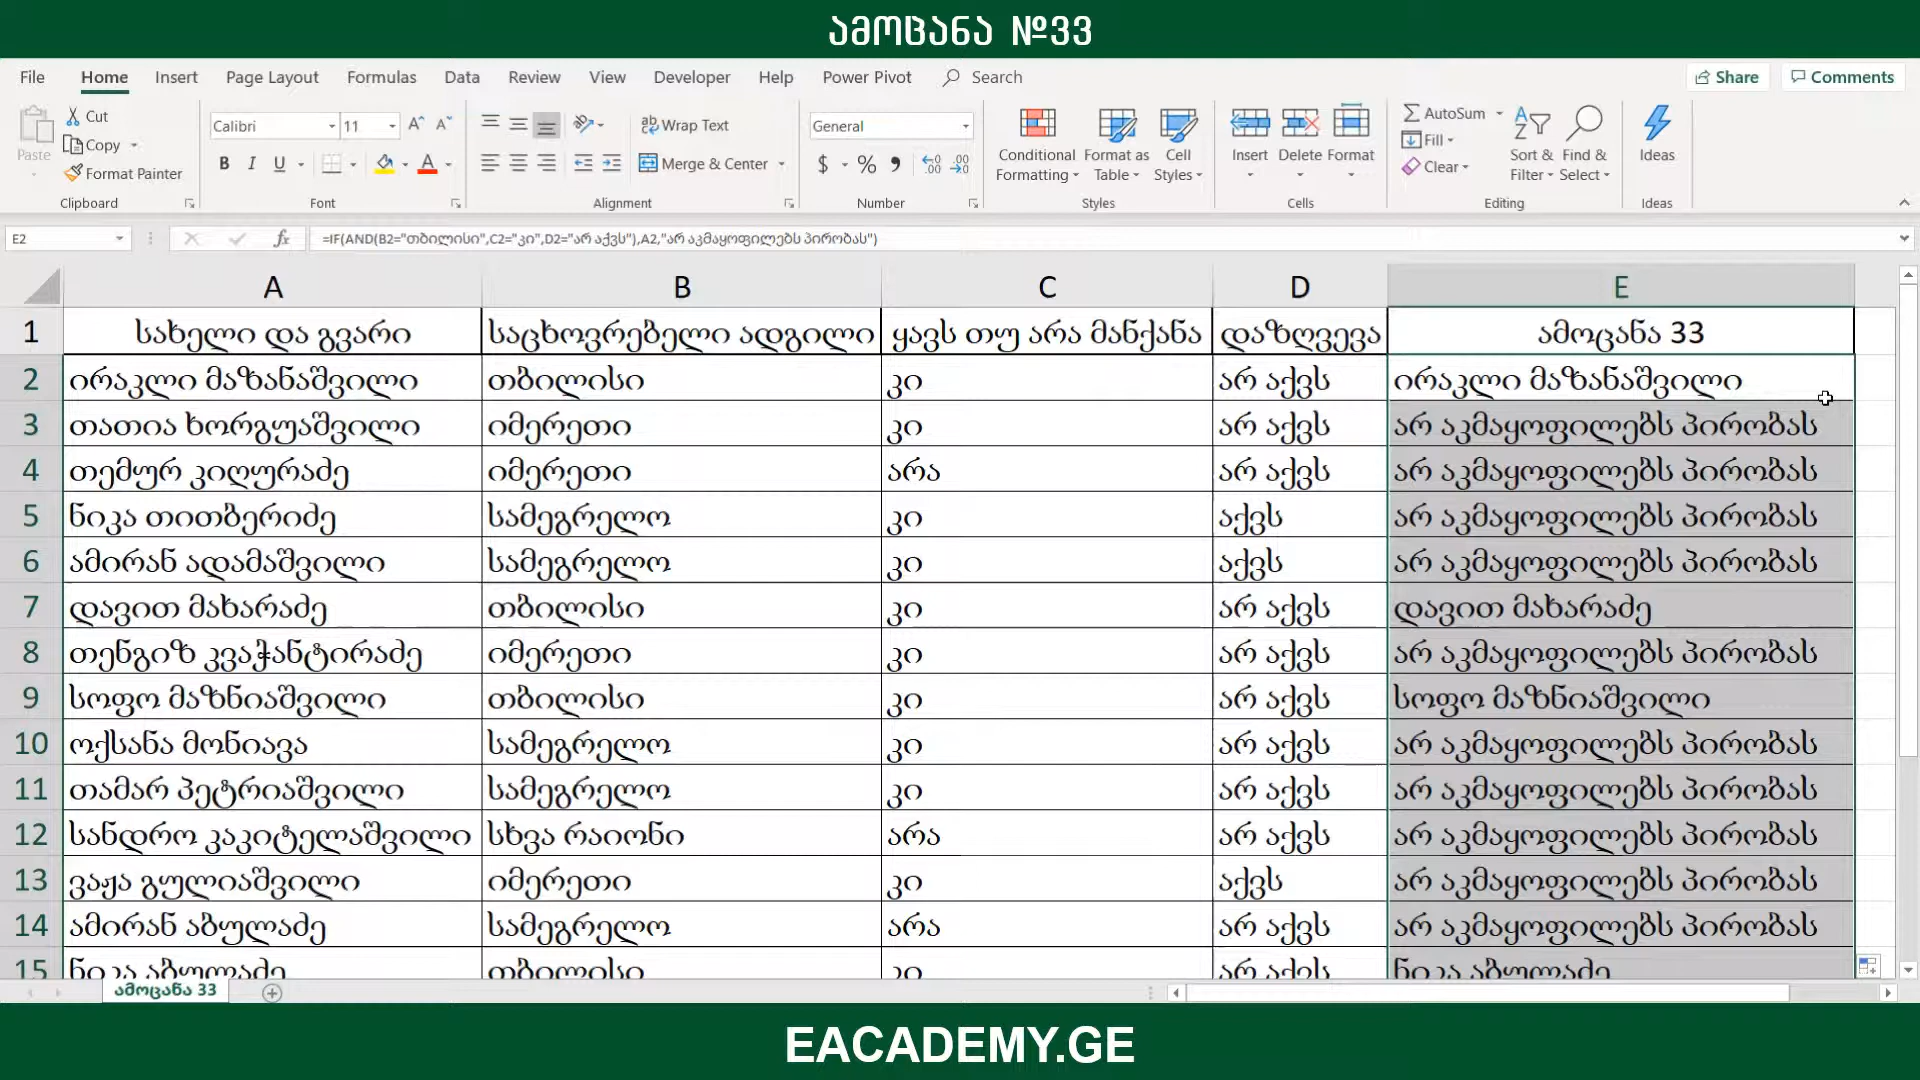 ამოცანა №33
File Home Insert Page Layout Formulas Data Review View Developer Help Power Pivot Search Share Comments
Paste Cut Copy Format Painter Clipboard
Calibri 11 B I U A A A Font
Wrap Text Merge & Center Alignment
General $ % Number
Conditional Formatting Format as Table Cell Styles Styles
Insert Delete Format Cells
AutoSum Fill Clear Sort & Filter Find & Select Editing
Ideas Ideas
E2 fx =IF(AND(B2="თბილისი",C2="კი",D2="არ აქვს"),A2,"არ აკმაყოფილებს პირობას")
A B C D E
1 სახელი და გვარი საცხოვრებელი ადგილი ყავს თუ არა მანქანა დაზღვევა ამოცანა 33
2 ირაკლი მაზანაშვილი თბილისი კი არ აქვს ირაკლი მაზანაშვილი
3 თათია ხორგუაშვილი იმერეთი კი არ აქვს არ აკმაყოფილებს პირობას
4 თემურ კიღურაძე იმერეთი არა არ აქვს არ აკმაყოფილებს პირობას
5 ნიკა თითბერიძე სამეგრელო კი აქვს არ აკმაყოფილებს პირობას
6 ამირან ადამაშვილი სამეგრელო კი აქვს არ აკმაყოფილებს პირობას
7 დავით მახარაძე თბილისი კი არ აქვს დავით მახარაძე
8 თენგიზ კვაჭანტირაძე იმერეთი კი არ აქვს არ აკმაყოფილებს პირობას
9 სოფო მაზნიაშვილი თბილისი კი არ აქვს სოფო მაზნიაშვილი
10 ოქსანა მონიავა სამეგრელო კი არ აქვს არ აკმაყოფილებს პირობას
11 თამარ პეტრიაშვილი სამეგრელო კი არ აქვს არ აკმაყოფილებს პირობას
12 სანდრო კაკიტელაშვილი სხვა რაიონი არა არ აქვს არ აკმაყოფილებს პირობას
13 ვაჟა გულიაშვილი იმერეთი კი აქვს არ აკმაყოფილებს პირობას
14 ამირან აბულაძე სამეგრელო არა არ აქვს არ აკმაყოფილებს პირობას
15 ნიკა აბულაძე თბილისი კი არ აქვს ნიკა აბულაძე
ამოცანა 33
EACADEMY.GE